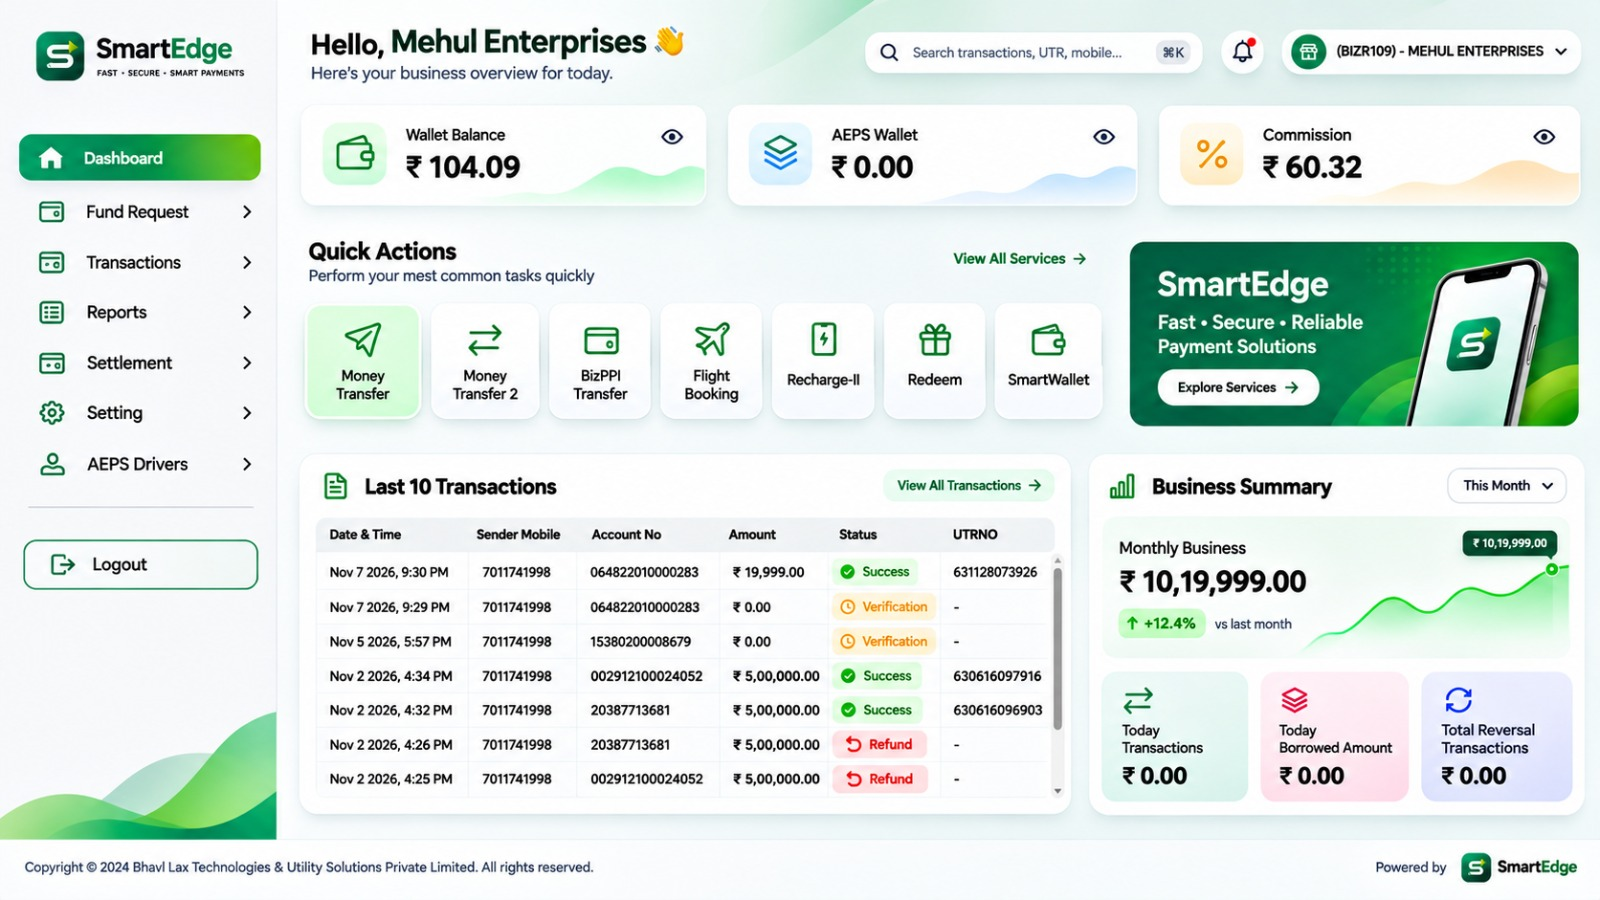 SmartEdge
FAST • SECURE • SMART PAYMENTS
Dashboard
Fund Request
Transactions
Reports
Settlement
Setting
AEPS Drivers
Logout
Hello, Mehul Enterprises 👋
Here's your business overview for today.
Search transactions, UTR, mobile... ⌘K
(BIZR109) - MEHUL ENTERPRISES
Wallet Balance
₹ 104.09
AEPS Wallet
₹ 0.00
Commission
₹ 60.32
Quick Actions
Perform your mest common tasks quickly
View All Services →
Money
Transfer
Money
Transfer 2
BizPPI
Transfer
Flight
Booking
Recharge-II
Redeem
SmartWallet
SmartEdge
Fast • Secure • Reliable
Payment Solutions
Explore Services →
Last 10 Transactions
View All Transactions →
Date & Time Sender Mobile Account No Amount Status UTRNO
Nov 7 2026, 9:30 PM 7011741998 064822010000283 ₹ 19,999.00 Success 631128073926
Nov 7 2026, 9:29 PM 7011741998 064822010000283 ₹ 0.00 Verification -
Nov 5 2026, 5:57 PM 7011741998 15380200008679 ₹ 0.00 Verification -
Nov 2 2026, 4:34 PM 7011741998 002912100024052 ₹ 5,00,000.00 Success 630616097916
Nov 2 2026, 4:32 PM 7011741998 20387713681 ₹ 5,00,000.00 Success 630616096903
Nov 2 2026, 4:26 PM 7011741998 20387713681 ₹ 5,00,000.00 Refund -
Nov 2 2026, 4:25 PM 7011741998 002912100024052 ₹ 5,00,000.00 Refund -
Business Summary
This Month
Monthly Business
₹ 10,19,999.00
₹ 10,19,999,00
↑ +12.4% vs last month
Today
Transactions
₹ 0.00
Today
Borrowed Amount
₹ 0.00
Total Reversal
Transactions
₹ 0.00
Copyright © 2024 Bhavl Lax Technologies & Utility Solutions Private Limited. All rights reserved.
Powered by SmartEdge